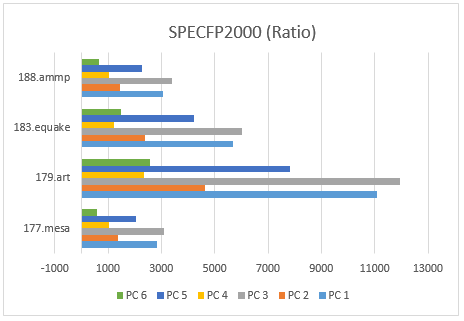 SPECFP2000 (Ratio)
188.ammp
183.equake
179.art
177.mesa
-1000 1000 3000 5000 7000 9000 11000 13000
PC 6 PC 5 PC 4 PC 3 PC 2 PC 1